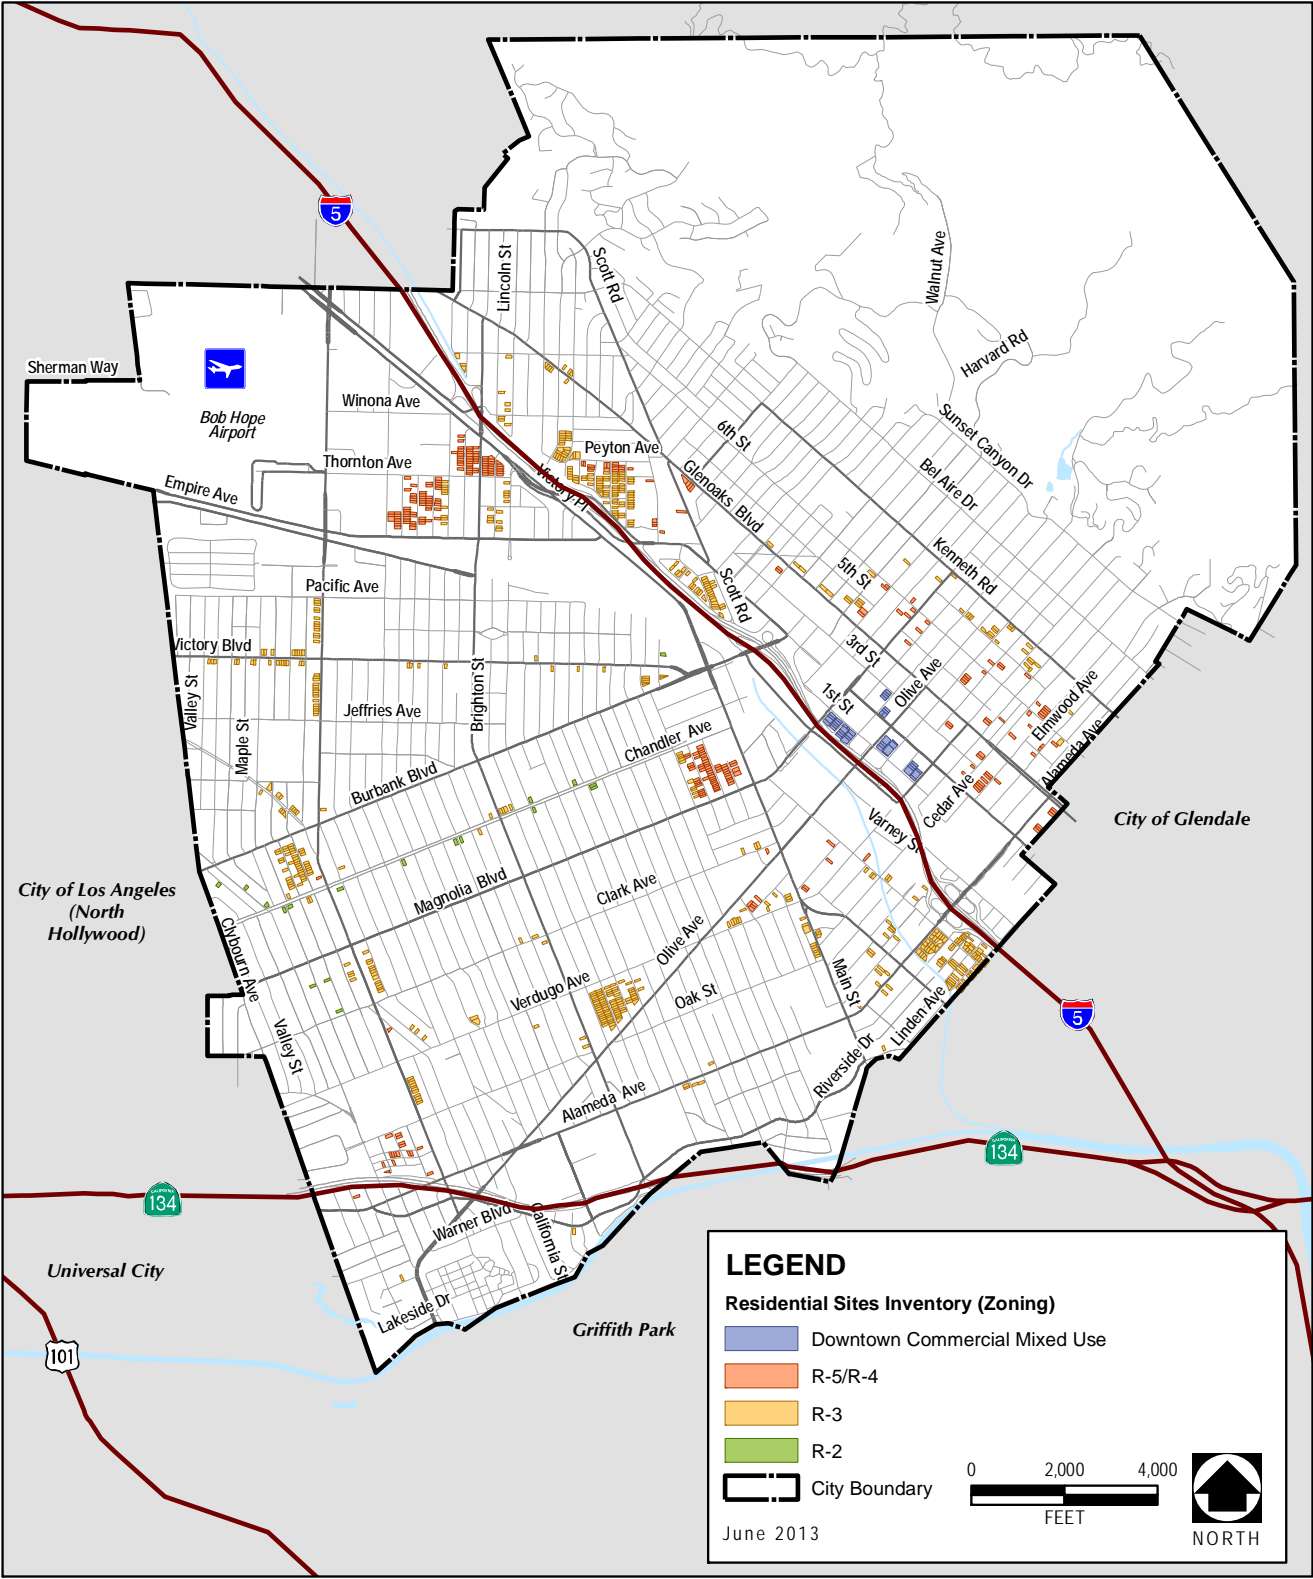 5
Lincoln St
Scott Rd
Walnut Ave
Harvard Rd
Sherman Way
Bob Hope
Airport
Winona Ave
Thornton Ave
Empire Ave
Peyton Ave
Victory Pl
6th St
Glenoaks Blvd
Sunset Canyon Dr
Bel Aire Dr
Kenneth Rd
5th St
Scott Rd
Pacific Ave
Victory Blvd
Valley St
Maple St
Jeffries Ave
Brighton St
3rd St
Olive Ave
1st St
Elmwood Ave
Alameda Ave
Chandler Ave
Burbank Blvd
Cedar Ave
Varney St
City of Glendale
City of Los Angeles
(North
Hollywood)
Magnolia Blvd
Clark Ave
Olive Ave
Clybourn Ave
Verdugo Ave
Oak St
Main St
Linden Ave
Valley St
Riverside Dr
Alameda Ave
5
CALIFORNIA
134
CALIFORNIA
134
Warner Blvd
California St
Lakeside Dr
Universal City
Griffith Park
101
LEGEND
Residential Sites Inventory (Zoning)
Downtown Commercial Mixed Use
R-5/R-4
R-3
R-2
City Boundary
0 2,000 4,000
FEET
NORTH
June 2013